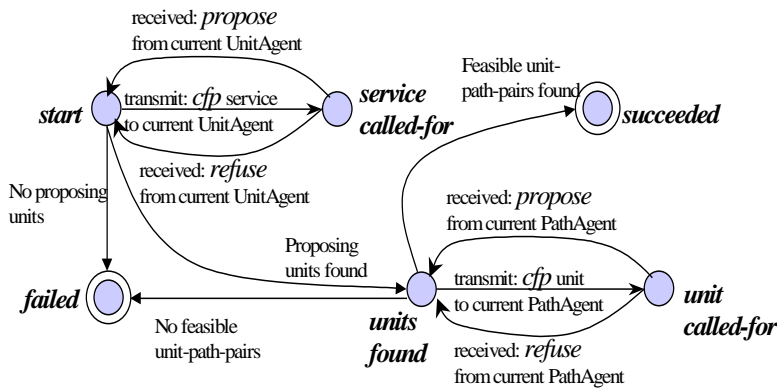 received: propose
from current UnitAgent
Feasible unit-
path-pairs found
start
transmit: cfp service
to current UnitAgent
service
called-for
succeeded
received: refuse
from current UnitAgent
No proposing
units
received: propose
from current PathAgent
Proposing
units found
transmit: cfp unit
to current PathAgent
failed
units
found
unit
called-for
No feasible
unit-path-pairs
received: refuse
from current PathAgent